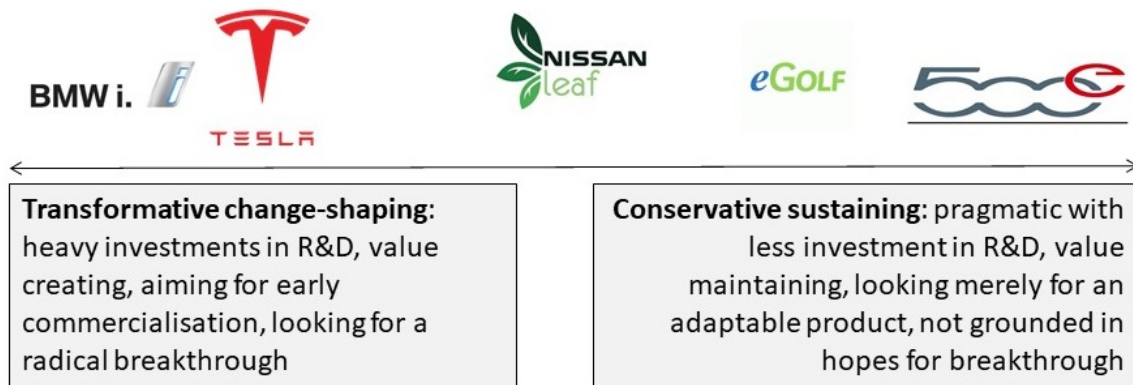 BMW i.
TESLA
NISSAN
leaf
eGOLF
500e
Transformative change-shaping:
heavy investments in R&D, value
creating, aiming for early
commercialisation, looking for a
radical breakthrough
Conservative sustaining: pragmatic with
less investment in R&D, value
maintaining, looking merely for an
adaptable product, not grounded in
hopes for breakthrough